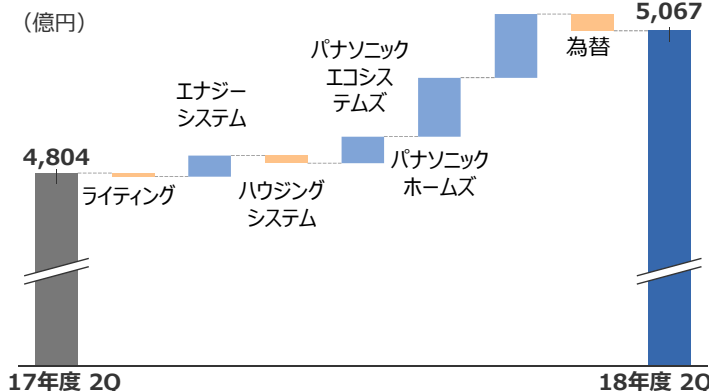 (億円)
5,067
パナソニック
エコシス
テムズ
為替
エナジー
システム
4,804
ライティング
ハウジング
システム
パナソニック
ホームズ
17年度 2Q
18年度 2Q